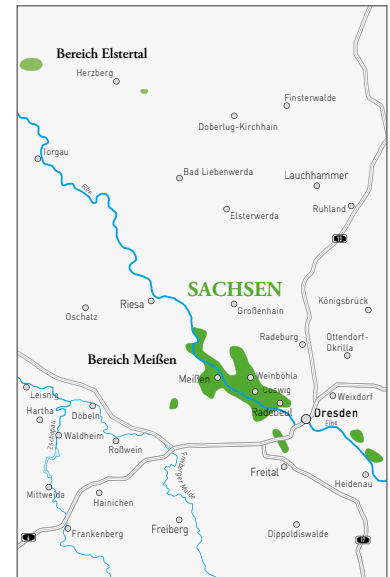 Bereich Elstertal
Herzberg
Finsterwalde
Doberlug-Kirchhain
Torgau
Bad Liebenwerda
Lauchhammer
Elbe
Elsterwerda
Ruhland
13
SACHSEN
Riesa
Königsbrück
Oschatz
Großenhain
Radeburg
Ottendorf-
Okrilla
Bereich Meißen
Meißen
Weinböhla
Coswig
Leisnig
Hartha
Döbeln
Radebeul
Weixdorf
Dresden
Elbe
Zschopau
Waldheim
Roßwein
Freiberger Mulde
Freital
Heidenau
Mittweida
Hainichen
Freiberg
Dippoldiswalde
Frankenberg
4
17